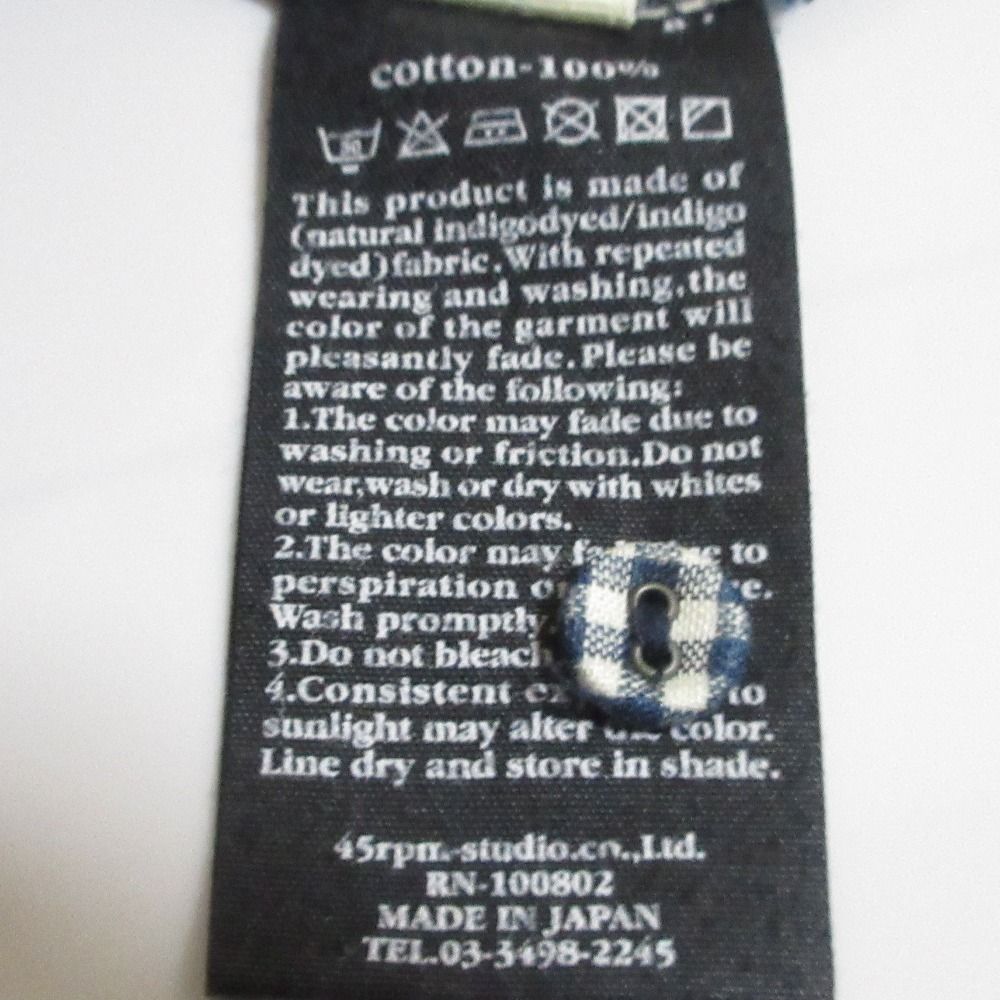 cotton-100%
30
This product is made of
(natural indigodyed/indigo
dyed)fabric.With repeated
wearing and washing,the
color of the garment will
pleasantly fade.Please be
aware of the following:
1.The color may fade due to
washing or friction.Do not
wear,wash or dry with whites
or lighter colors.
2.The color may to
perspiration
Wash promptly
3.Do not bleach
4.Consistent to
sunlight may alter color.
Line dry and store in shade.
45rpm.-studio.co.,Ltd.
RN-100802
MADE IN JAPAN
TEL.03-3498-2245